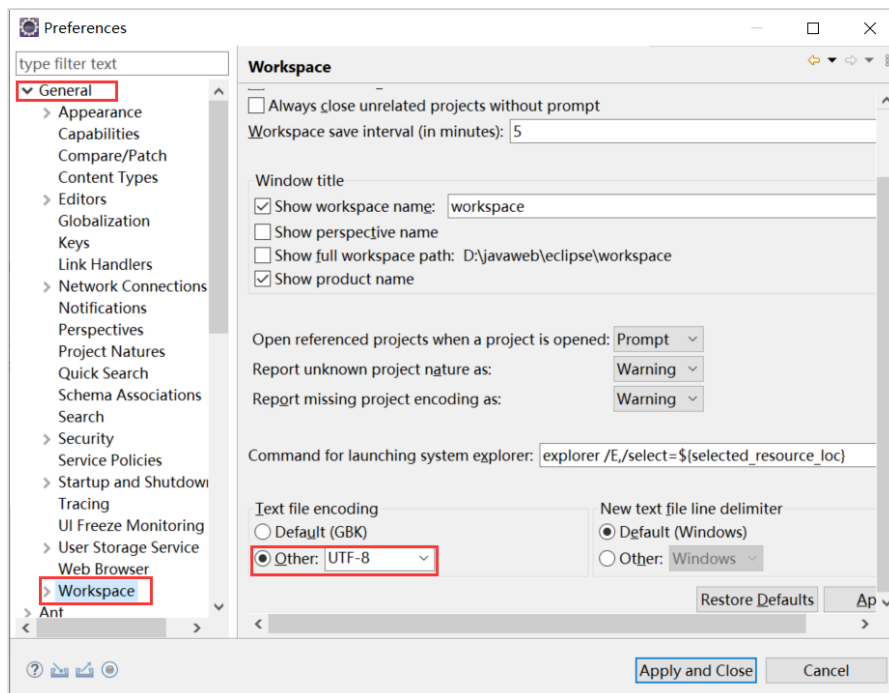 Preferences
type filter text
General
Appearance
Capabilities
Compare/Patch
Content Types
Editors
Globalization
Keys
Link Handlers
Network Connections
Notifications
Perspectives
Project Natures
Quick Search
Schema Associations
Search
Security
Service Policies
Startup and Shutdow
Tracing
UI Freeze Monitoring
User Storage Service
Web Browser
Workspace
Ant
Workspace
Always close unrelated projects without prompt
Workspace save interval (in minutes): 5
Window title
Show workspace name: workspace
Show perspective name
Show full workspace path: D:\javaweb\eclipse\workspace
Show product name
Open referenced projects when a project is opened: Prompt
Report unknown project nature as: Warning
Report missing project encoding as: Warning
Command for launching system explorer: explorer /E,/select=${selected_resource_loc}
Text file encoding
Default (GBK)
Other: UTF-8
New text file line delimiter
Default (Windows)
Other: Windows
Restore Defaults
Ap
Apply and Close
Cancel